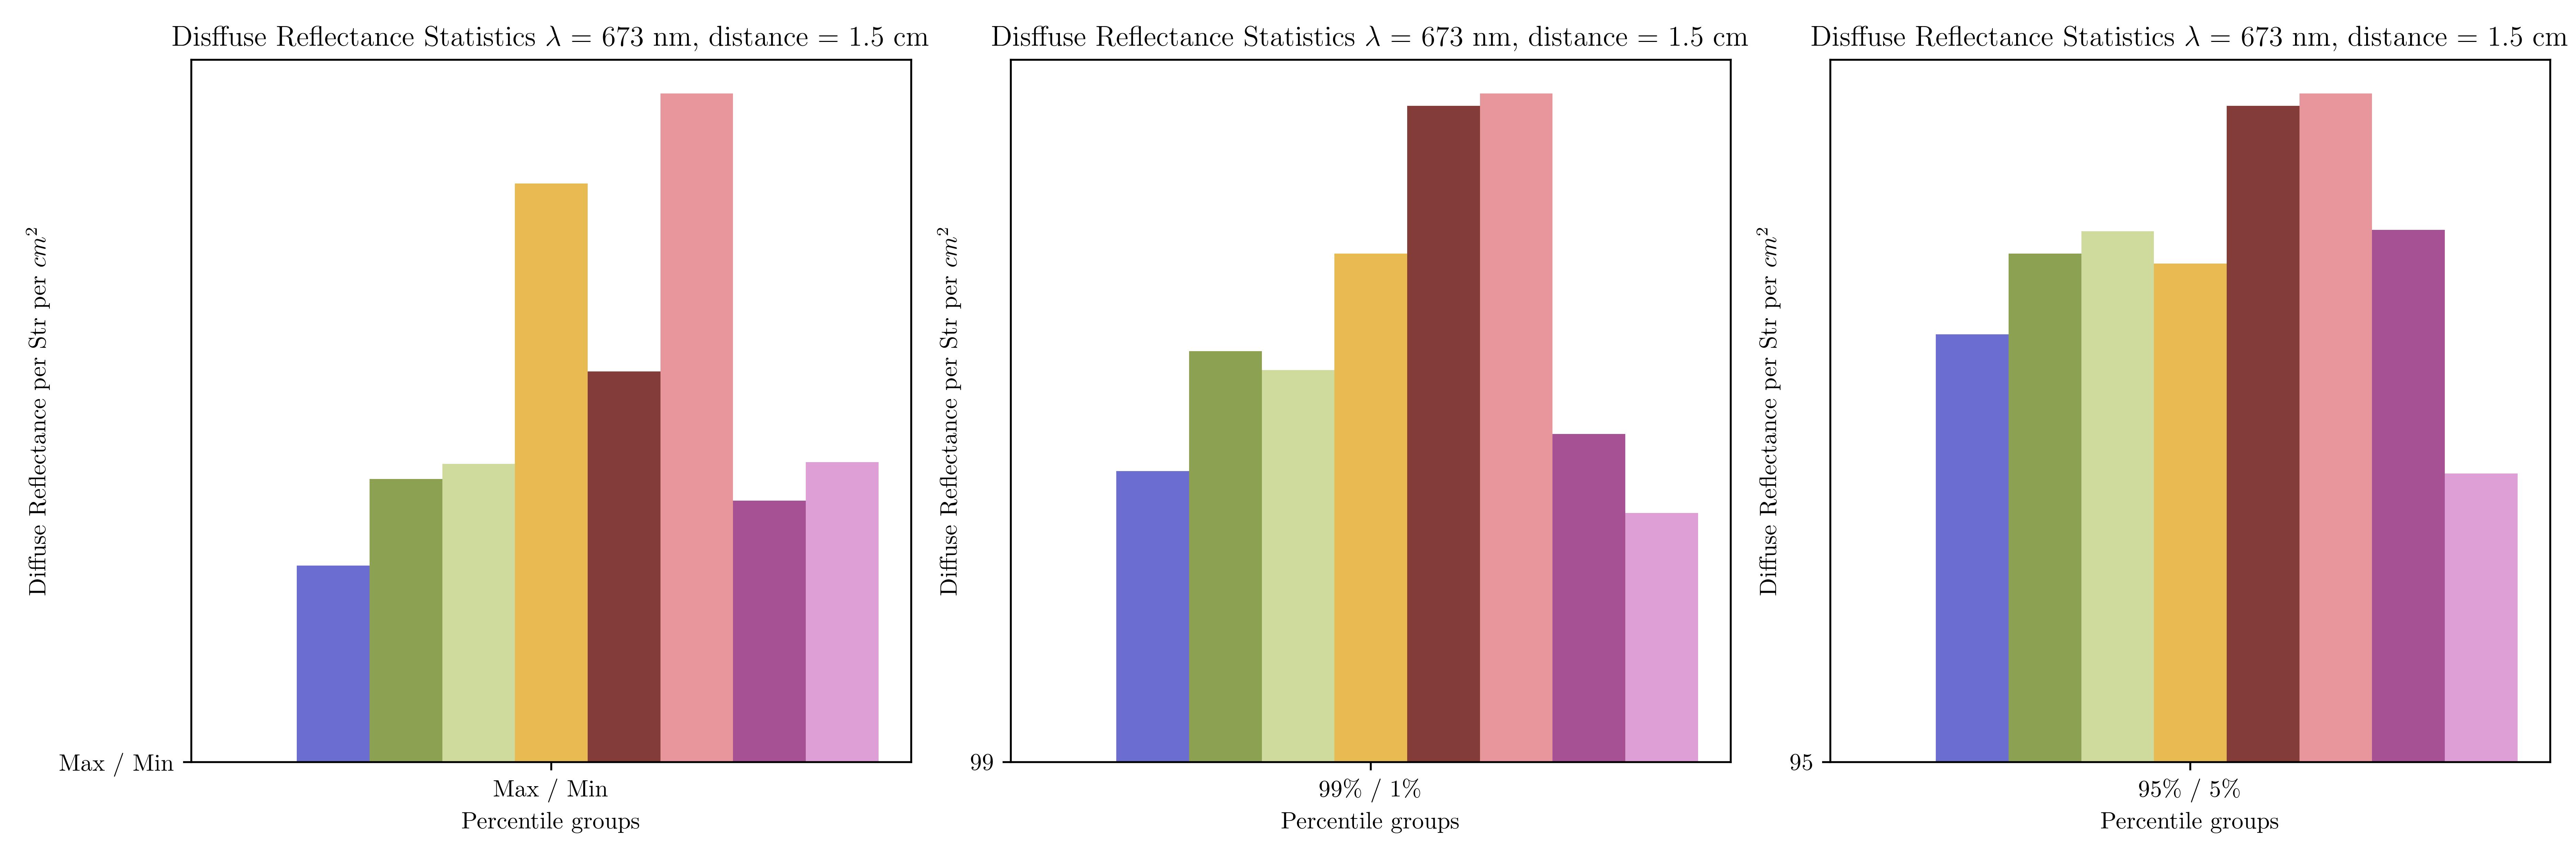 Disffuse Reflectance Statistics λ = 673 nm, distance = 1.5 cm
Diffuse Reflectance per Str per cm²
Max / Min
Max / Min
Percentile groups
Disffuse Reflectance Statistics λ = 673 nm, distance = 1.5 cm
Diffuse Reflectance per Str per cm²
99
99% / 1%
Percentile groups
Disffuse Reflectance Statistics λ = 673 nm, distance = 1.5 cm
Diffuse Reflectance per Str per cm²
95
95% / 5%
Percentile groups